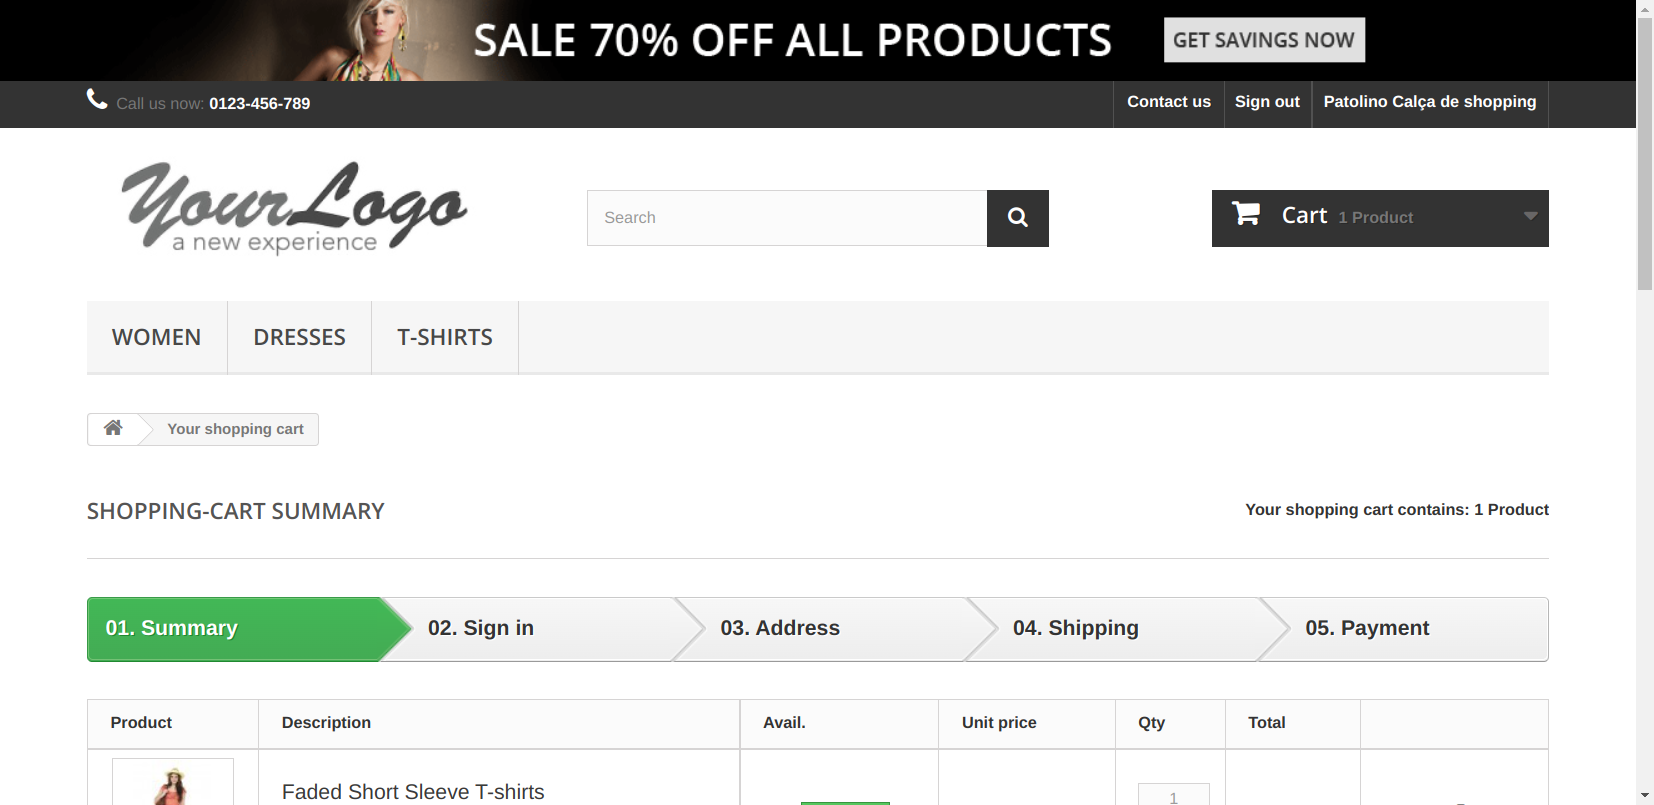 SALE 70% OFF ALL PRODUCTS
GET SAVINGS NOW
Call us now: 0123-456-789
Contact us
Sign out
Patolino Calça de shopping
YourLogo
a new experience
Search
Cart 1 Product
WOMEN
DRESSES
T-SHIRTS
Your shopping cart
SHOPPING-CART SUMMARY
Your shopping cart contains: 1 Product
01. Summary
02. Sign in
03. Address
04. Shipping
05. Payment
Product
Description
Avail.
Unit price
Qty
Total
Faded Short Sleeve T-shirts
1